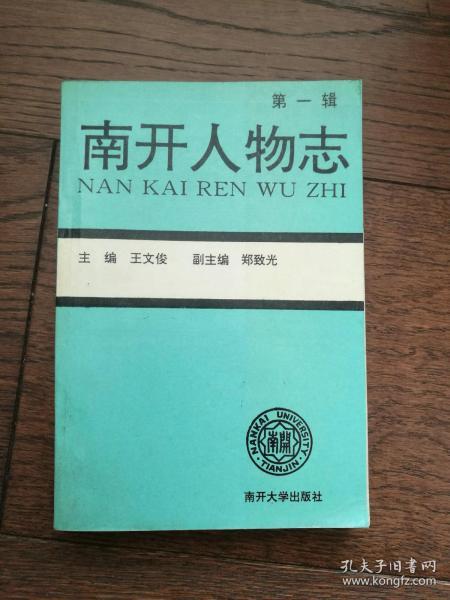 第一辑
南开人物志
NAN KAI REN WU ZHI
主编 王文俊 副主编 郑致光
NANKAI UNIVERSITY
南開
·TIANJIN·
南开大学出版社
孔夫子旧书网
www.kongfz.com